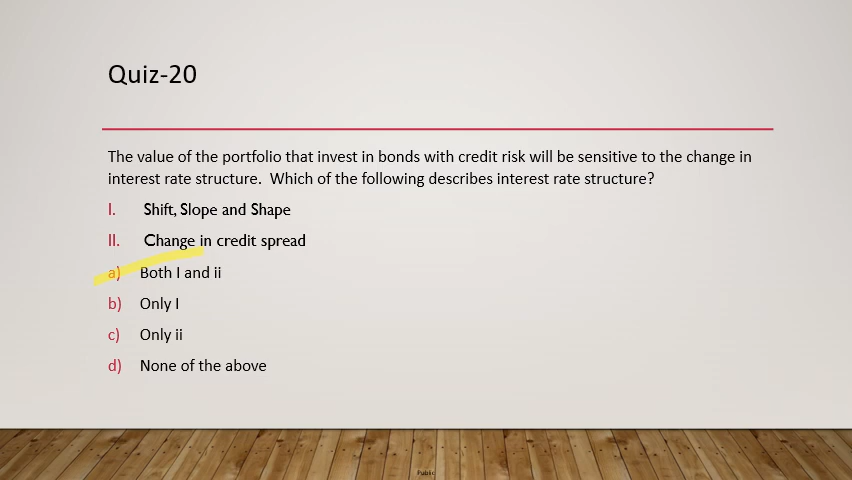 Quiz-20
The value of the portfolio that invest in bonds with credit risk will be sensitive to the change in
interest rate structure. Which of the following describes interest rate structure?
I. Shift, Slope and Shape
II. Change in credit spread
a) Both I and ii
b) Only I
c) Only ii
d) None of the above
Public